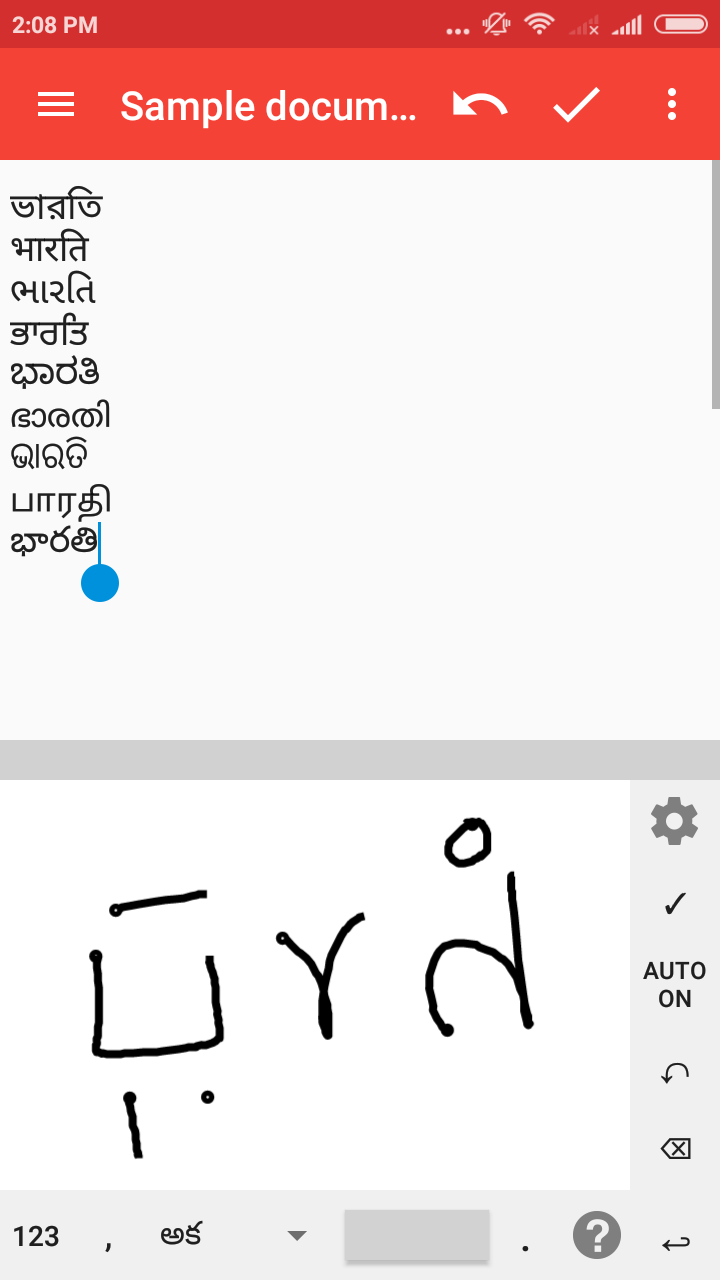 2:08 PM
Sample docum...
ভারতি
भारति
ભારતિ
ਭਾਰਤਿ
ಭಾರತಿ
ഭാരതി
ଭାରତି
பாரதி
భారతి
AUTO
ON
123 , అక . ?